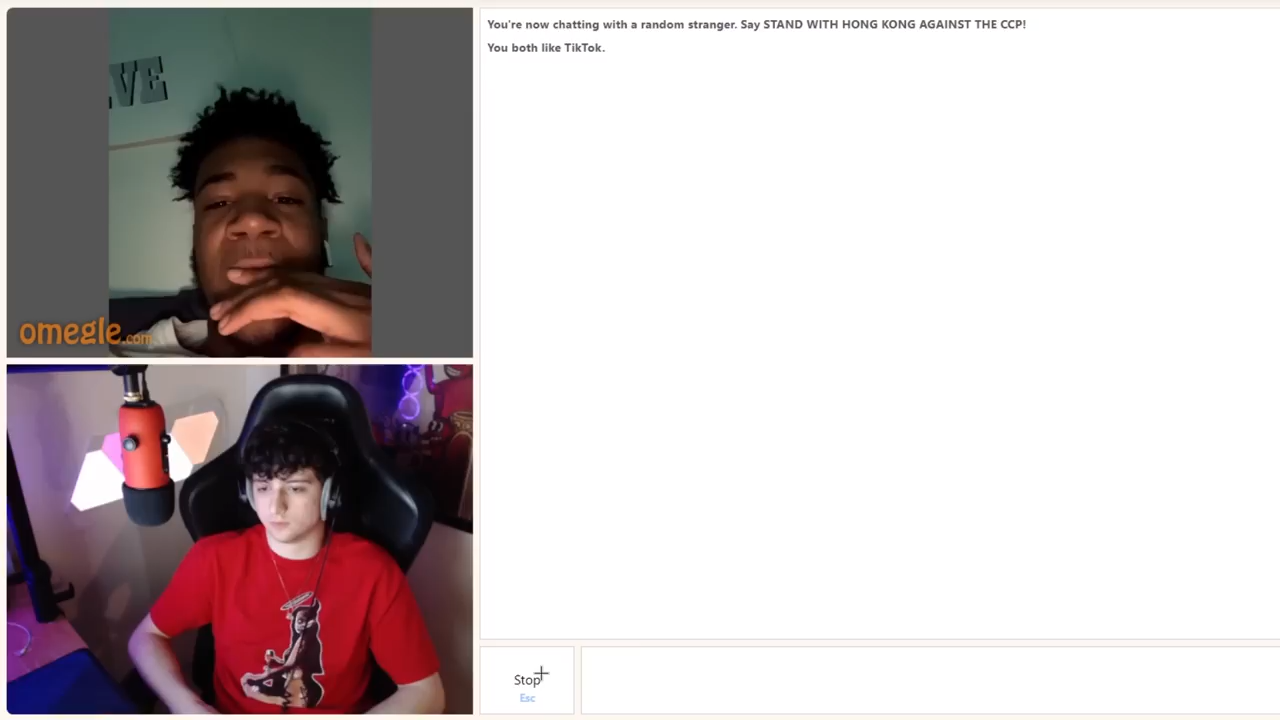 You're now chatting with a random stranger. Say STAND WITH HONG KONG AGAINST THE CCP!
You both like TikTok.
VE
omegle.com
Stop
Esc